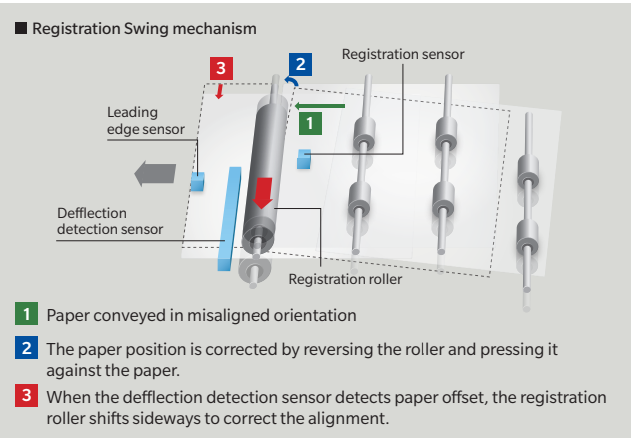 ■ Registration Swing mechanism
3
2
Registration sensor
Leading
edge sensor
1
Defflection
detection sensor
Registration roller
1 Paper conveyed in misaligned orientation
2 The paper position is corrected by reversing the roller and pressing it
against the paper.
3 When the defflection detection sensor detects paper offset, the registration
roller shifts sideways to correct the alignment.